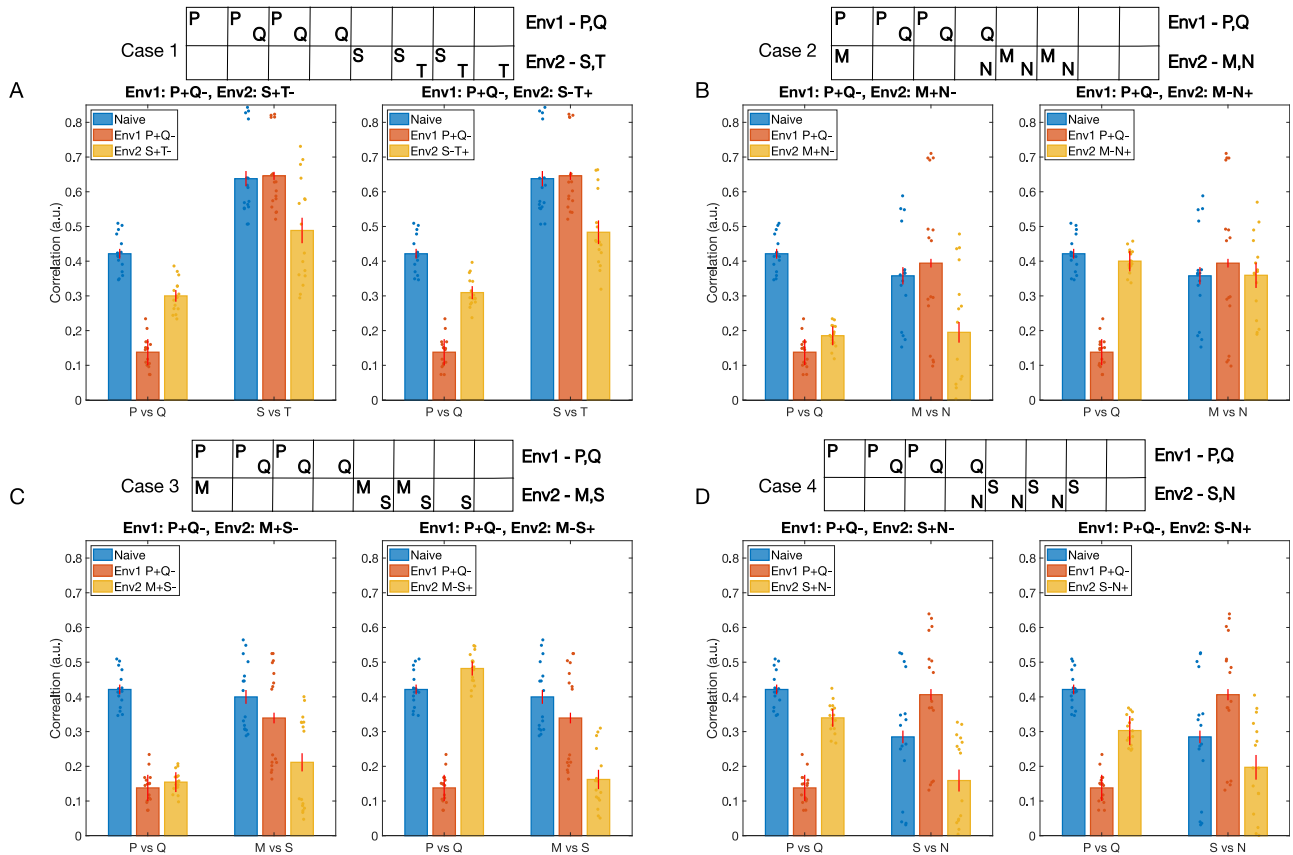 P P P Env1 - P,Q
Q Q Q
Case 1
S S S Env2 - S,T
T T T
P P P Env1 - P,Q
Q Q Q
Case 2
M M M Env2 - M,N
N N N
A
Env1: P+Q-, Env2: S+T-
Env1: P+Q-, Env2: S-T+
B
Env1: P+Q-, Env2: M+N-
Env1: P+Q-, Env2: M-N+
Naive
Env1 P+Q-
Env2 S+T-
Naive
Env1 P+Q-
Env2 S-T+
Naive
Env1 P+Q-
Env2 M+N-
Naive
Env1 P+Q-
Env2 M-N+
Correlation (a.u.)
0.8
0.7
0.6
0.5
0.4
0.3
0.2
0.1
0
P vs Q S vs T
0.8
0.7
0.6
0.5
0.4
0.3
0.2
0.1
0
P vs Q S vs T
Correlation (a.u.)
0.8
0.7
0.6
0.5
0.4
0.3
0.2
0.1
0
P vs Q M vs N
0.8
0.7
0.6
0.5
0.4
0.3
0.2
0.1
0
P vs Q M vs N
P P P Env1 - P,Q
Q Q Q
Case 3
M M M Env2 - M,S
S S S
P P P Env1 - P,Q
Q Q Q
Case 4
S S S Env2 - S,N
N N N
C
Env1: P+Q-, Env2: M+S-
Env1: P+Q-, Env2: M-S+
D
Env1: P+Q-, Env2: S+N-
Env1: P+Q-, Env2: S-N+
Naive
Env1 P+Q-
Env2 M+S-
Naive
Env1 P+Q-
Env2 M-S+
Naive
Env1 P+Q-
Env2 S+N-
Naive
Env1 P+Q-
Env2 S-N+
Correaltion (a.u.)
0.8
0.7
0.6
0.5
0.4
0.3
0.2
0.1
0
P vs Q M vs S
0.8
0.7
0.6
0.5
0.4
0.3
0.2
0.1
0
P vs Q M vs S
Correlation (a.u.)
0.8
0.7
0.6
0.5
0.4
0.3
0.2
0.1
0
P vs Q S vs N
0.8
0.7
0.6
0.5
0.4
0.3
0.2
0.1
0
P vs Q S vs N